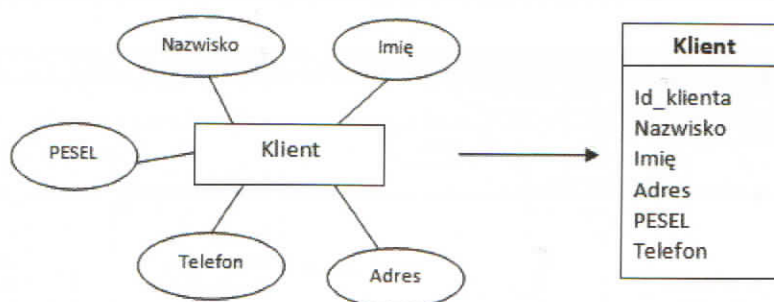 Nazwisko
Imię
PESEL
Klient
Telefon
Adres
Klient
Id_klienta
Nazwisko
Imię
Adres
PESEL
Telefon